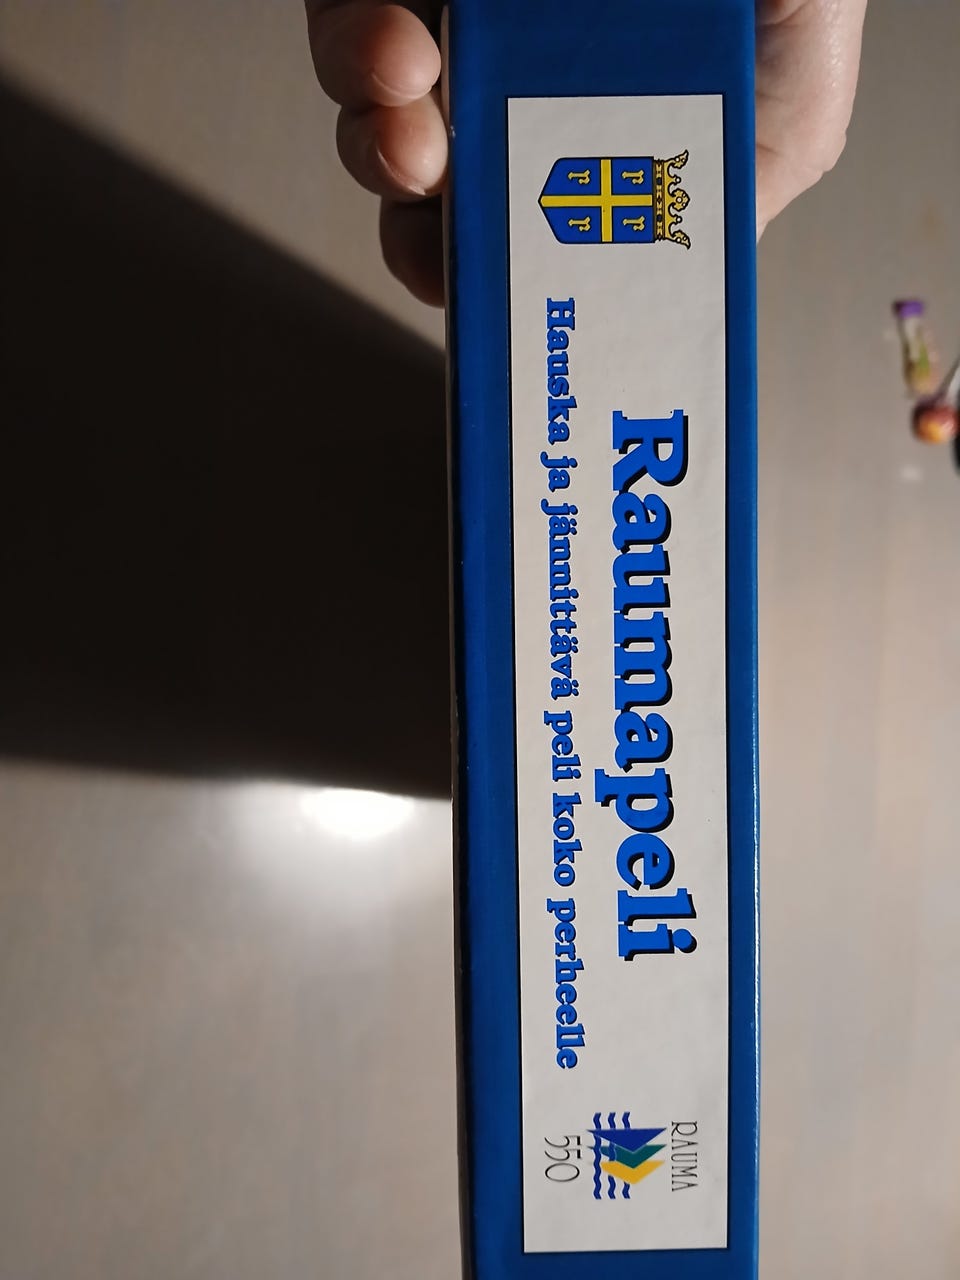 r r
r r
Raumapeli
Hauska ja jännittävä peli koko perheelle
RAUMA
550